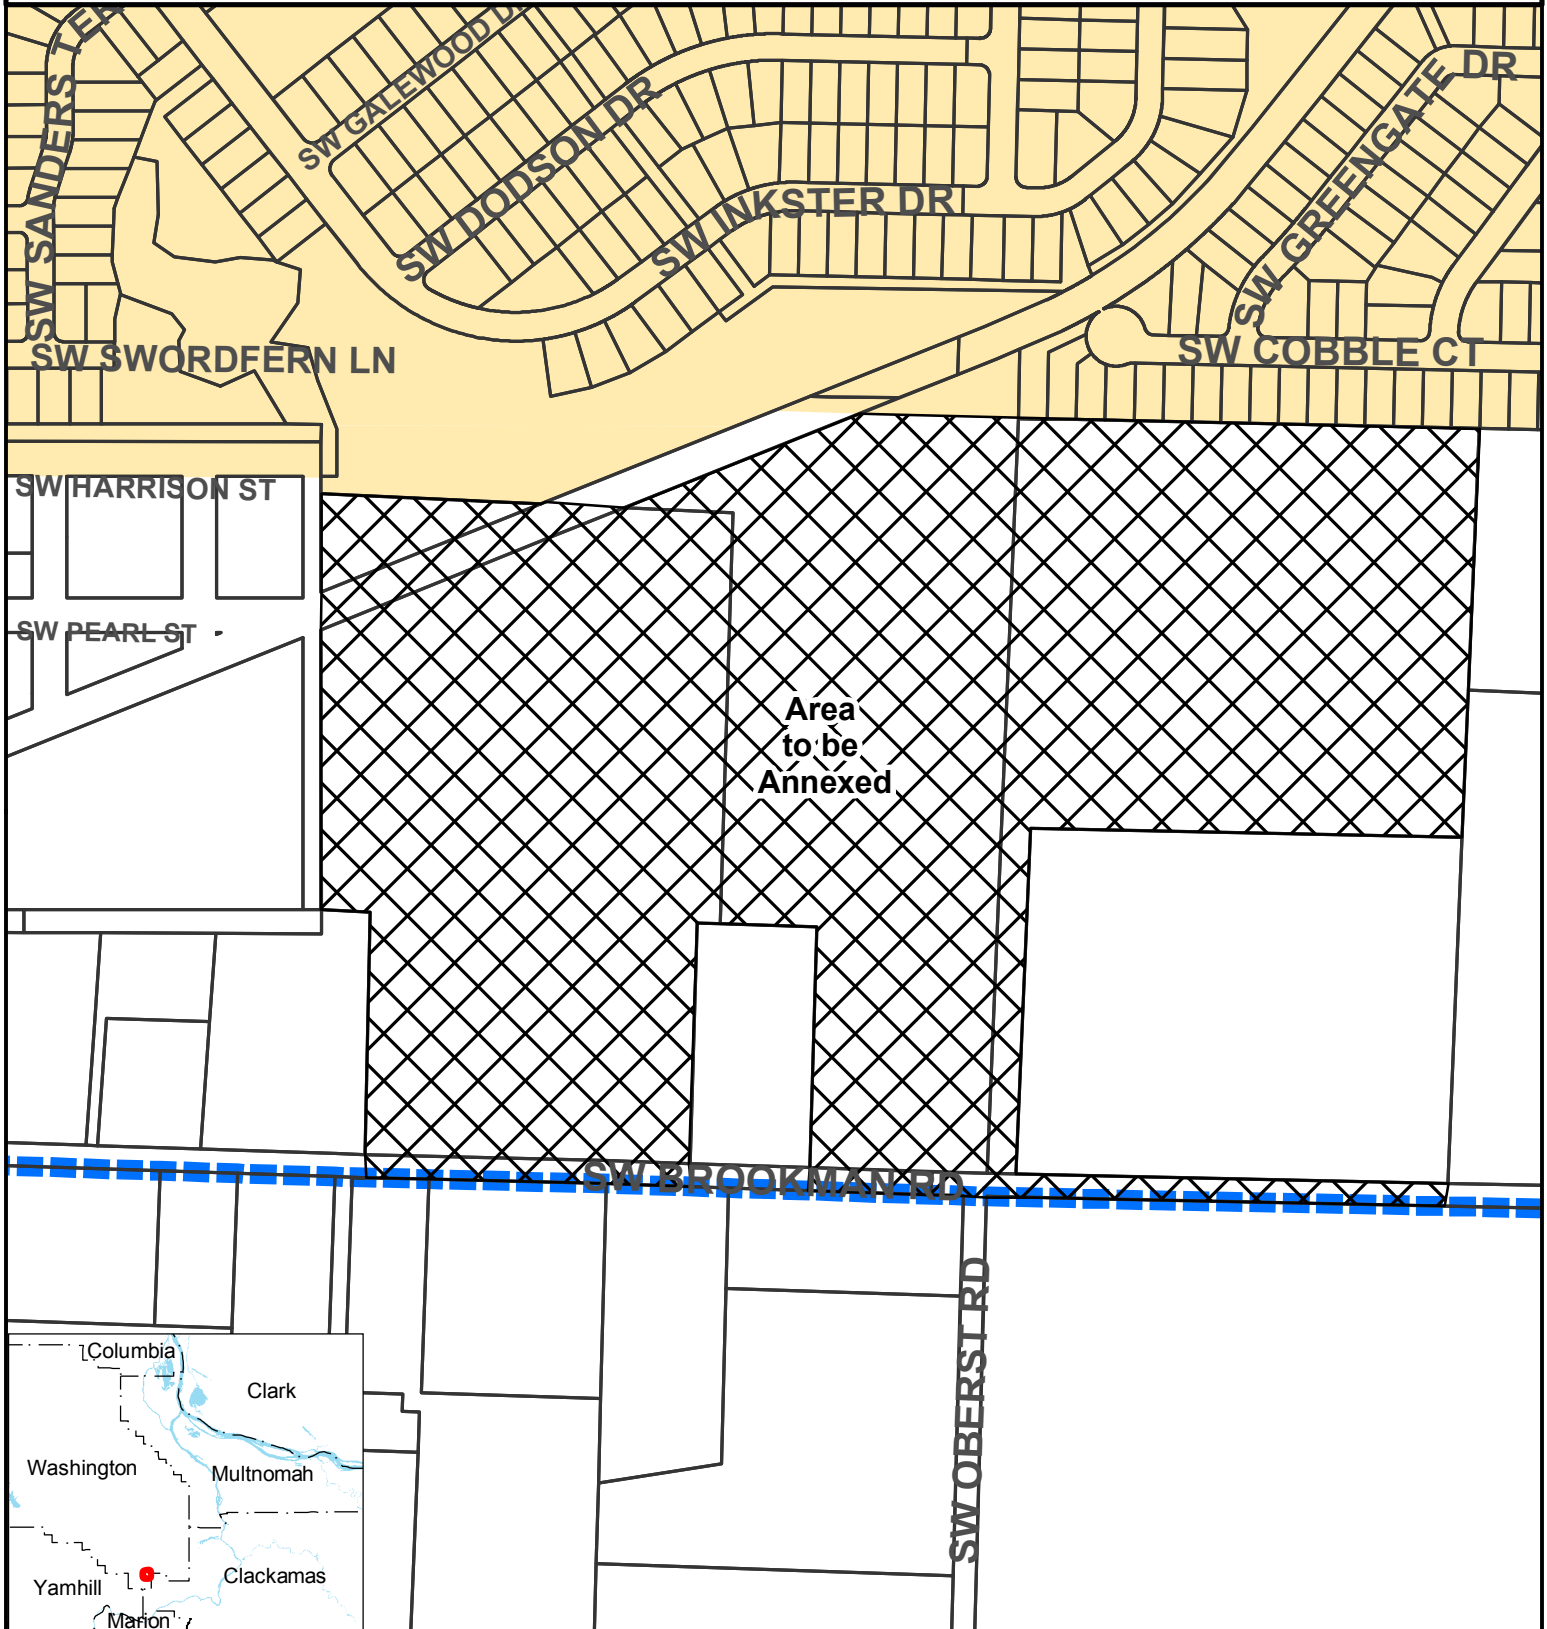 SW SANDERS TER
SW GALEWOOD DR
SW DODSON DR
SW INKSTER DR
SW GREENGATE DR
SW SWORDFERN LN
SW COBBLE CT
SW HARRISON ST
SW PEARL ST
Area
to be
Annexed
SW BROOKMAN RD
SW OBERST RD
Columbia
Clark
Washington
Multnomah
Yamhill
Clackamas
Marion